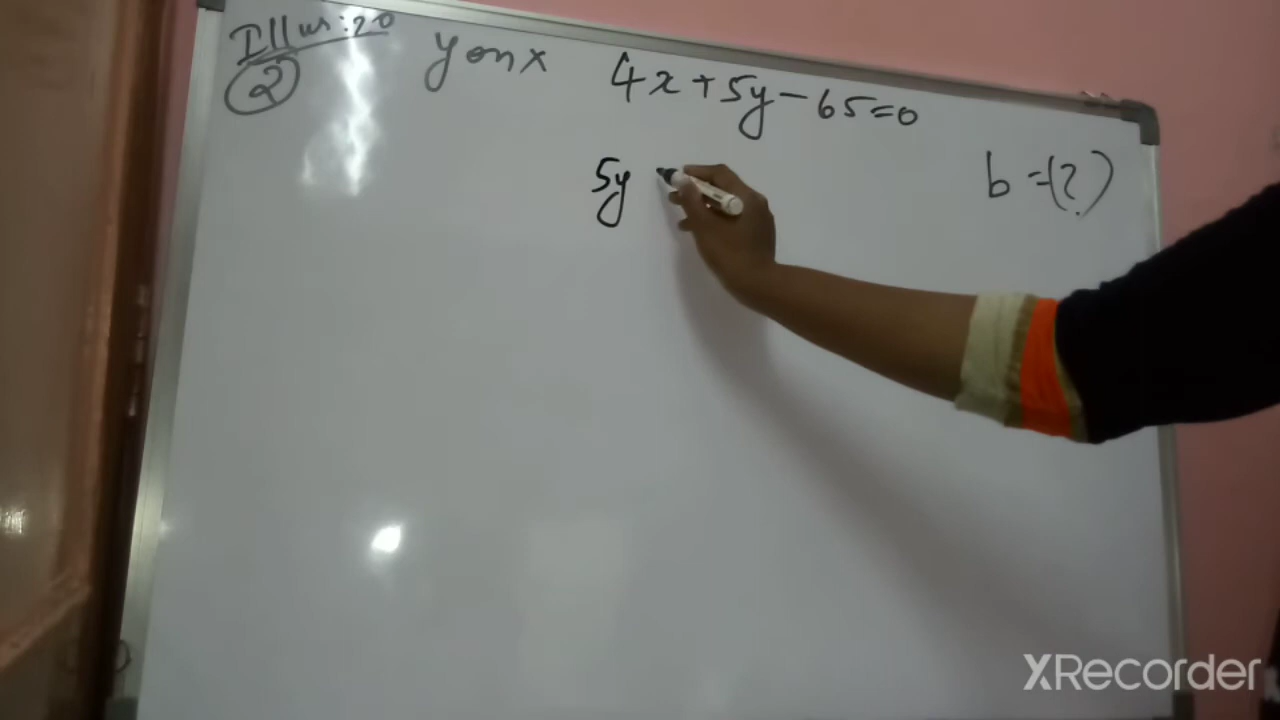 Illus: 20
② y on x 4x + 5y - 65 = 0
5y
b = (?)
XRecorder